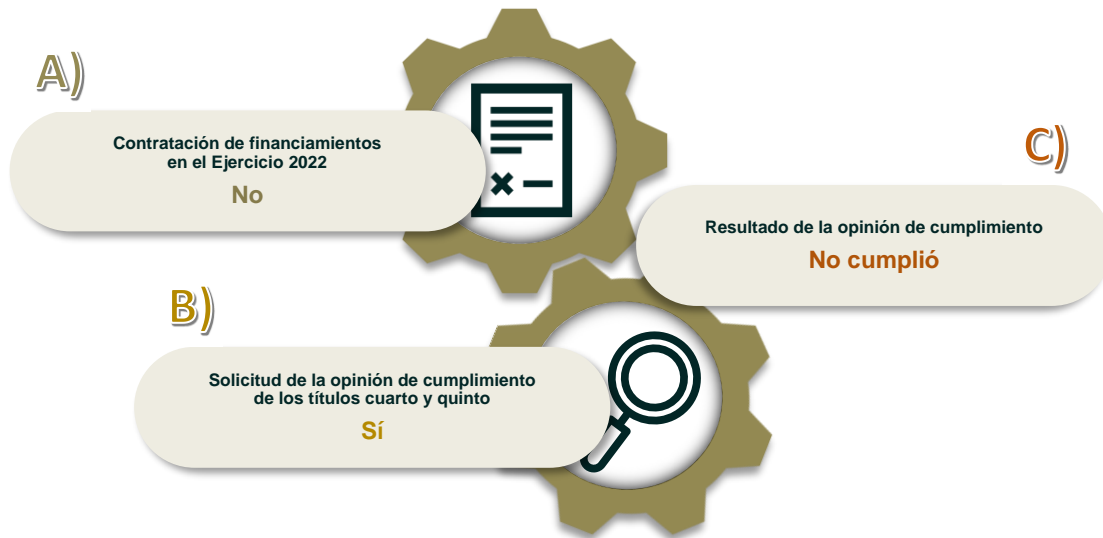 A)
Contratación de financiamientos
en el Ejercicio 2022
No
B)
Solicitud de la opinión de cumplimiento
de los títulos cuarto y quinto
Sí
C)
Resultado de la opinión de cumplimiento
No cumplió